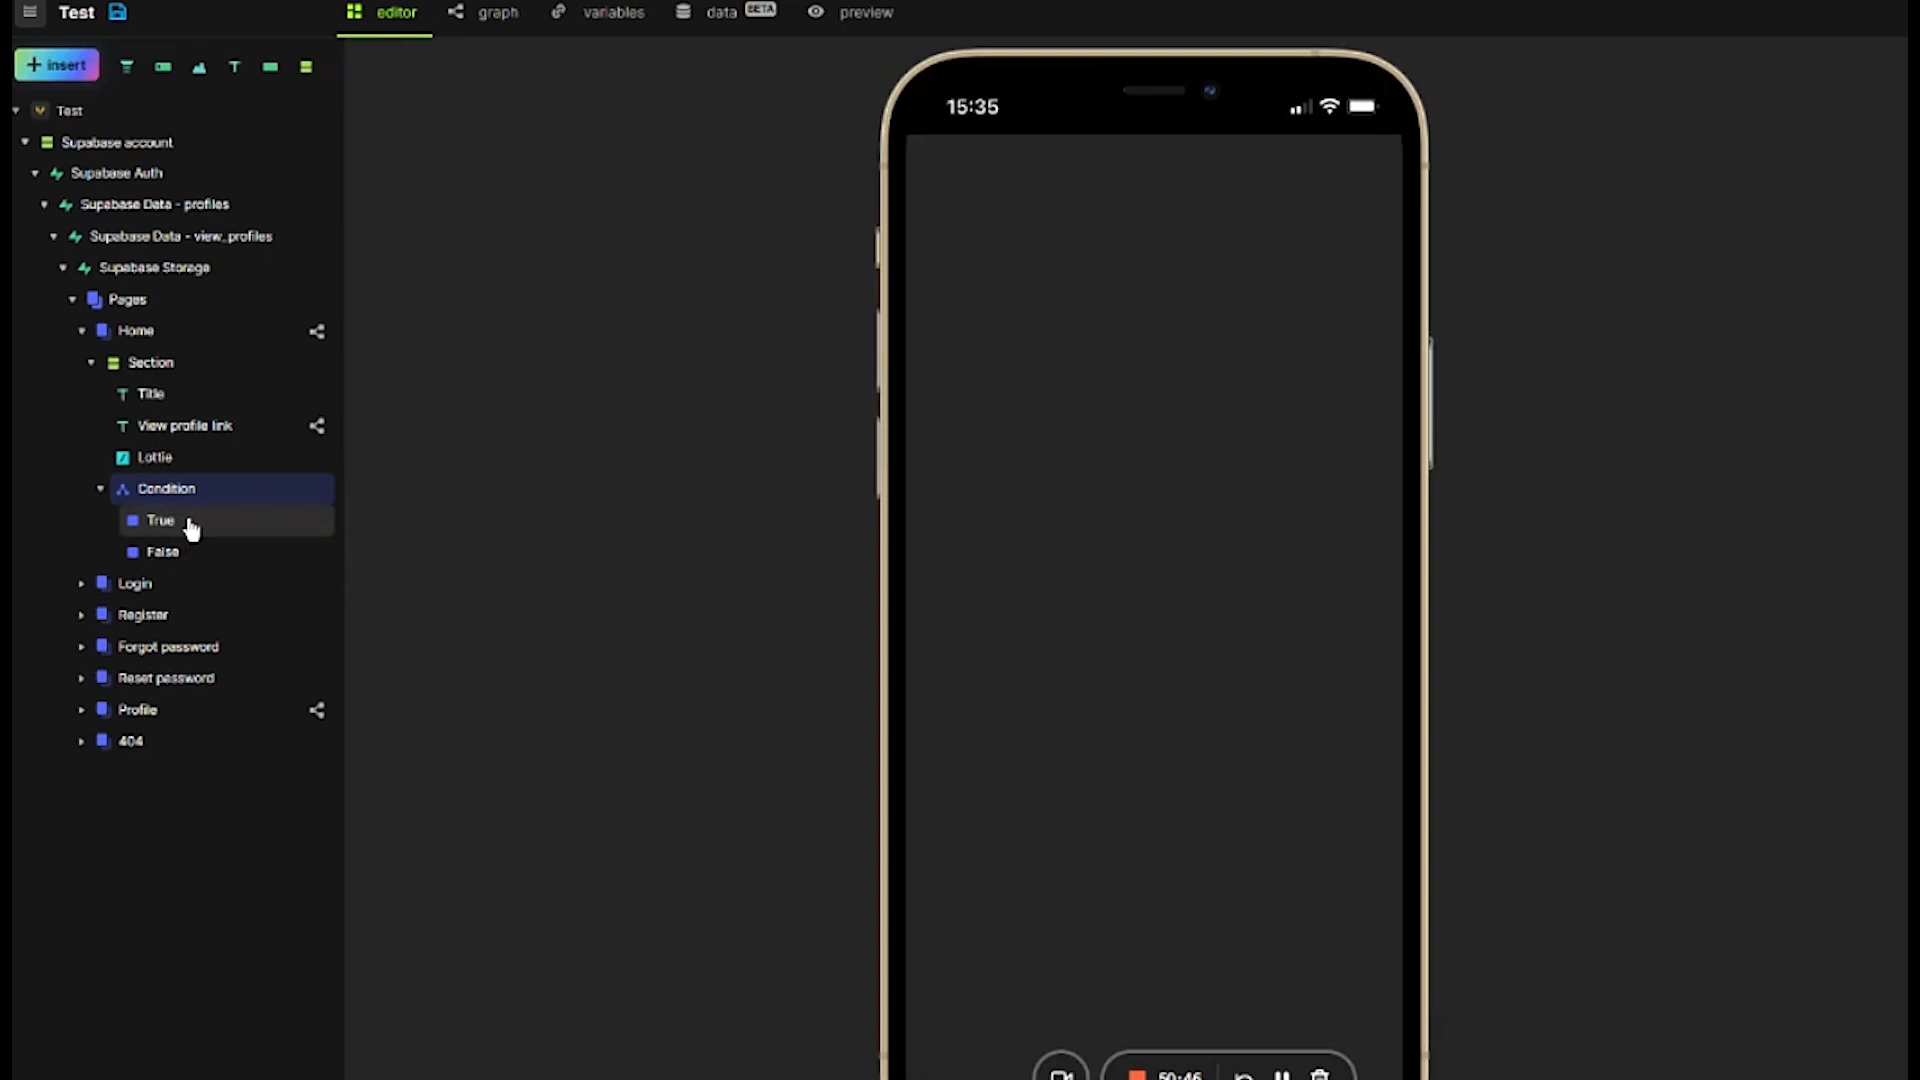 Test
editor
graph
variables
data BETA
preview
+ insert
Test
Supabase account
Supabase Auth
Supabase Data - profiles
Supabase Data - view_profiles
Supabase Storage
Pages
Home
Section
Title
View profile link
Lottie
Condition
True
False
Login
Register
Forgot password
Reset password
Profile
404
15:35
50:46